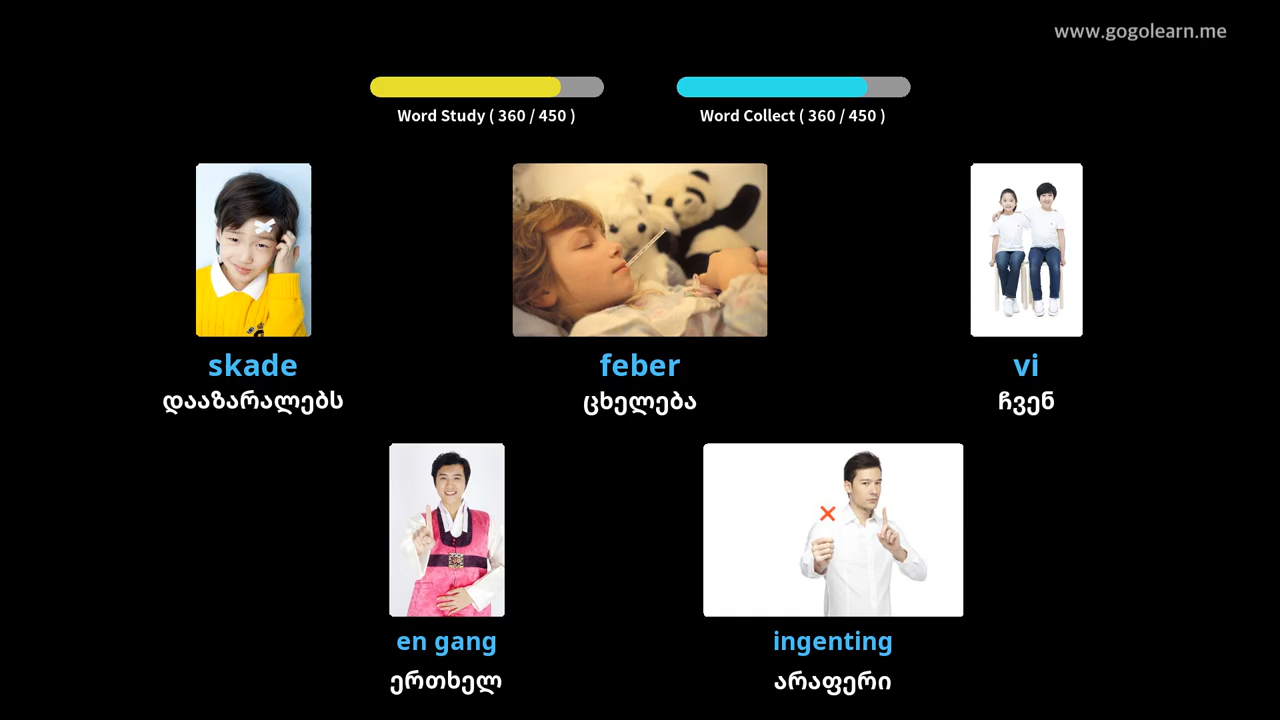 www.gogolearn.me
Word Study ( 360 / 450 )
Word Collect ( 360 / 450 )
skade
დააზარალებს
feber
ცხელება
vi
ჩვენ
en gang
ერთხელ
ingenting
არაფერი